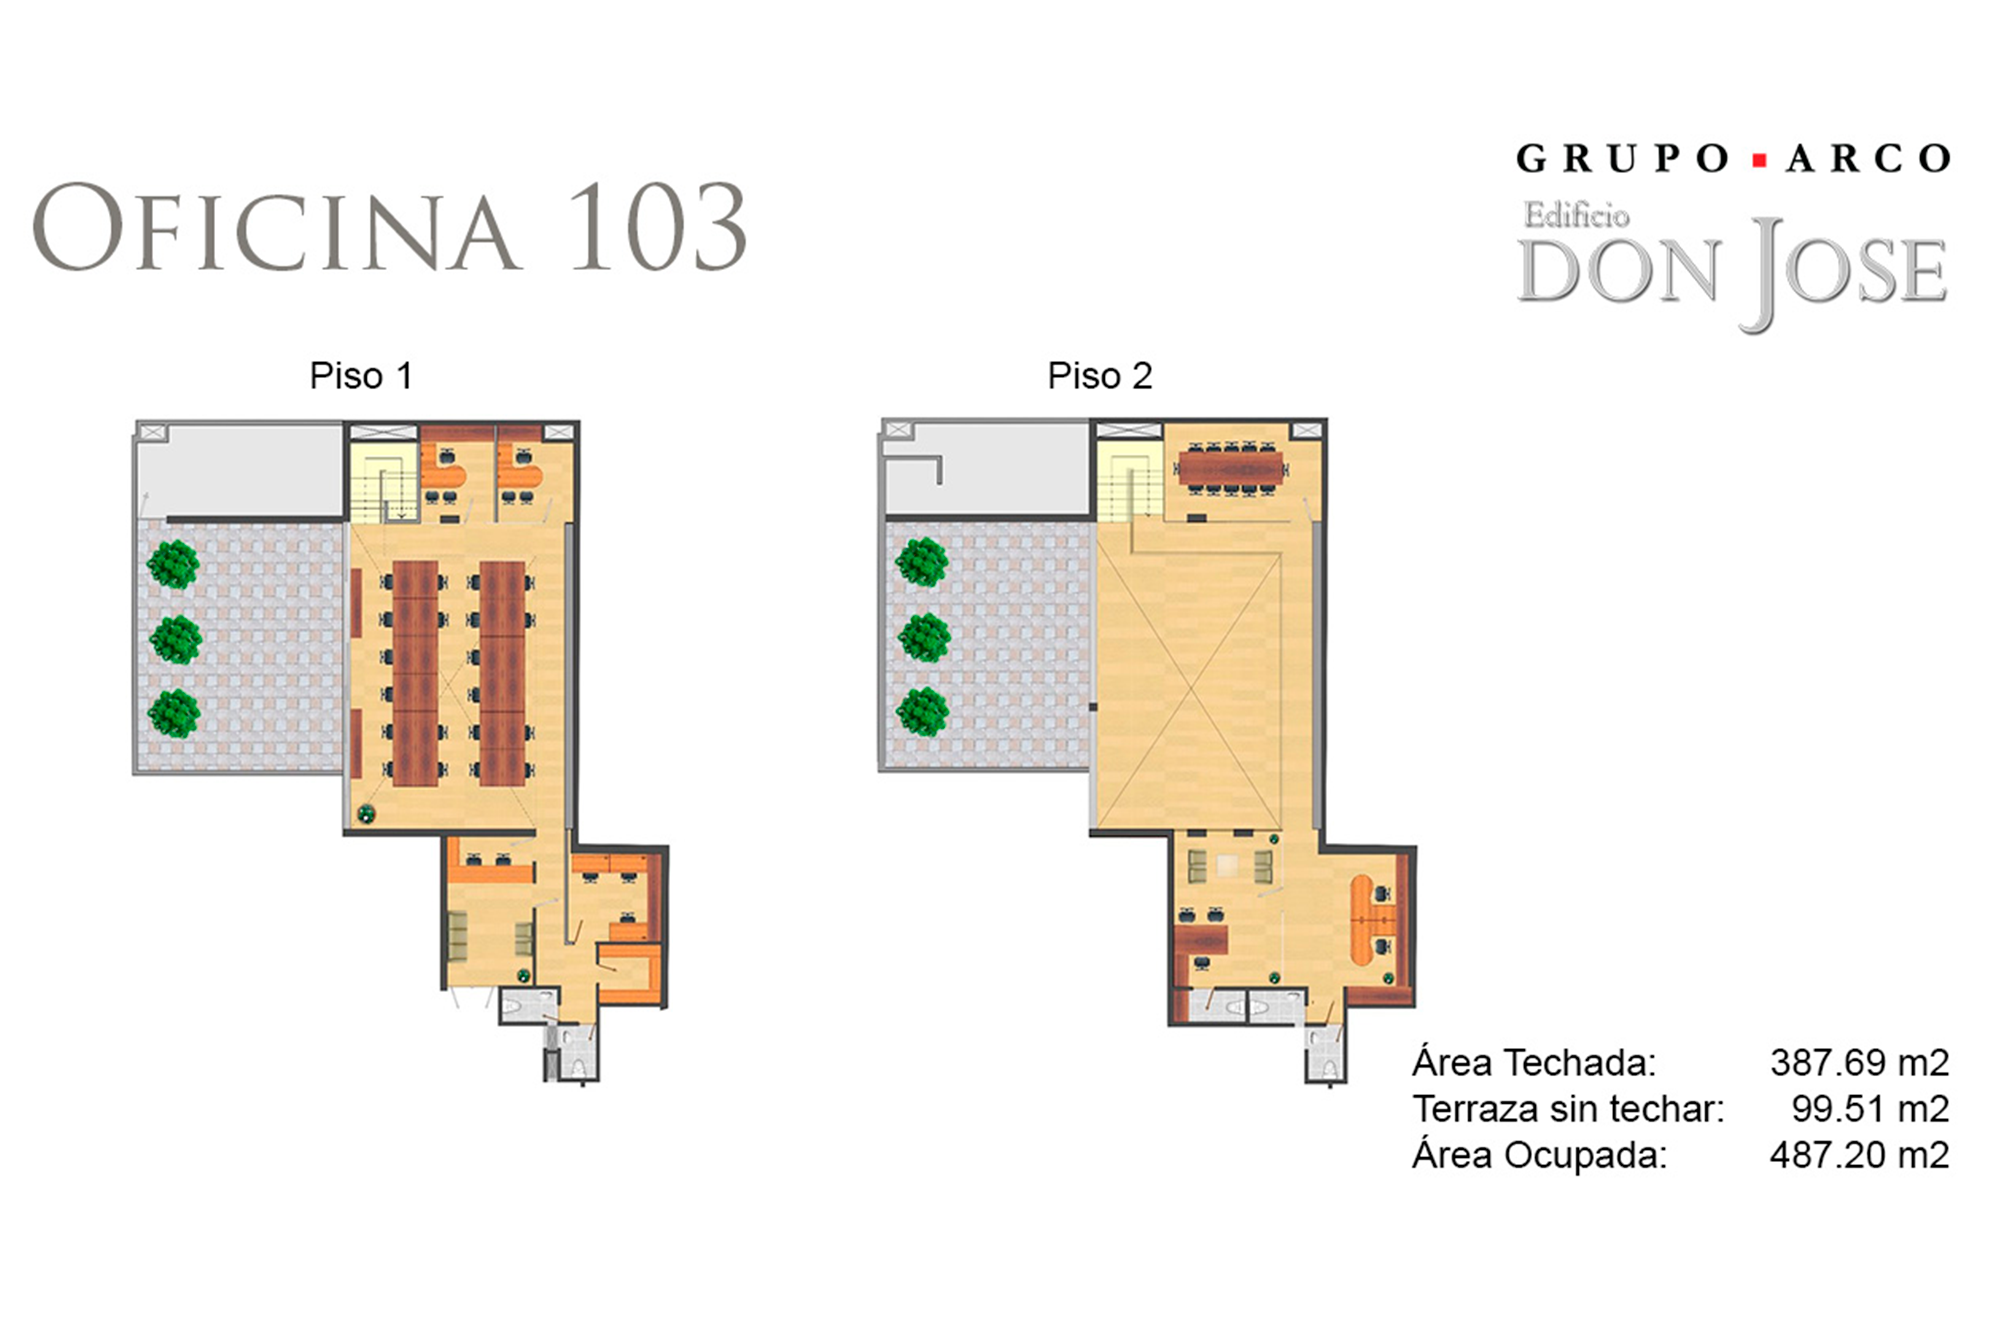 OFICINA 103
GRUPO ▪ ARCO
Edificio
DON JOSE
Piso 1
Piso 2
Área Techada: 387.69 m2
Terraza sin techar: 99.51 m2
Área Ocupada: 487.20 m2